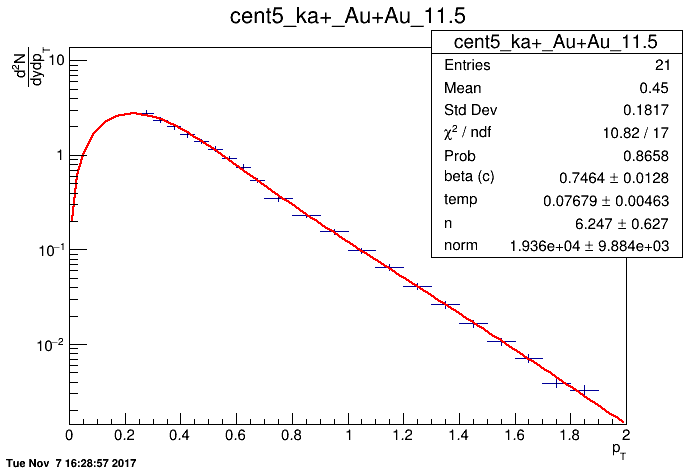 cent5_ka+_Au+Au_11.5
d²N
dydp_T
cent5_ka+_Au+Au_11.5
Entries 21
Mean 0.45
Std Dev 0.1817
χ² / ndf 10.82 / 17
Prob 0.8658
beta (c) 0.7464 ± 0.0128
temp 0.07679 ± 0.00463
n 6.247 ± 0.627
norm 1.936e+04 ± 9.884e+03
10
1
10⁻¹
10⁻²
0 0.2 0.4 0.6 0.8 1 1.2 1.4 1.6 1.8 2
p_T
Tue Nov 7 16:28:57 2017